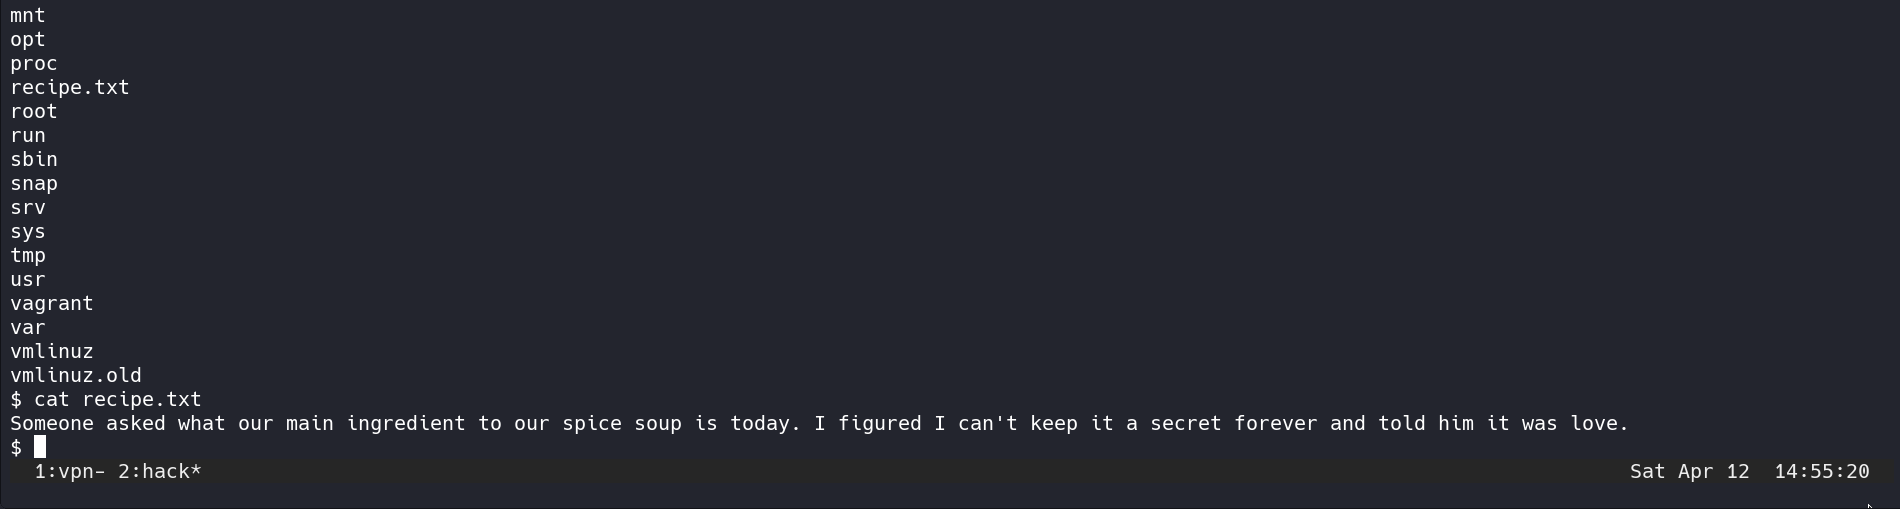 mnt
opt
proc
recipe.txt
root
run
sbin
snap
srv
sys
tmp
usr
vagrant
var
vmlinuz
vmlinuz.old
$ cat recipe.txt
Someone asked what our main ingredient to our spice soup is today. I figured I can't keep it a secret forever and told him it was love.
$
1:vpn- 2:hack* Sat Apr 12 14:55:20